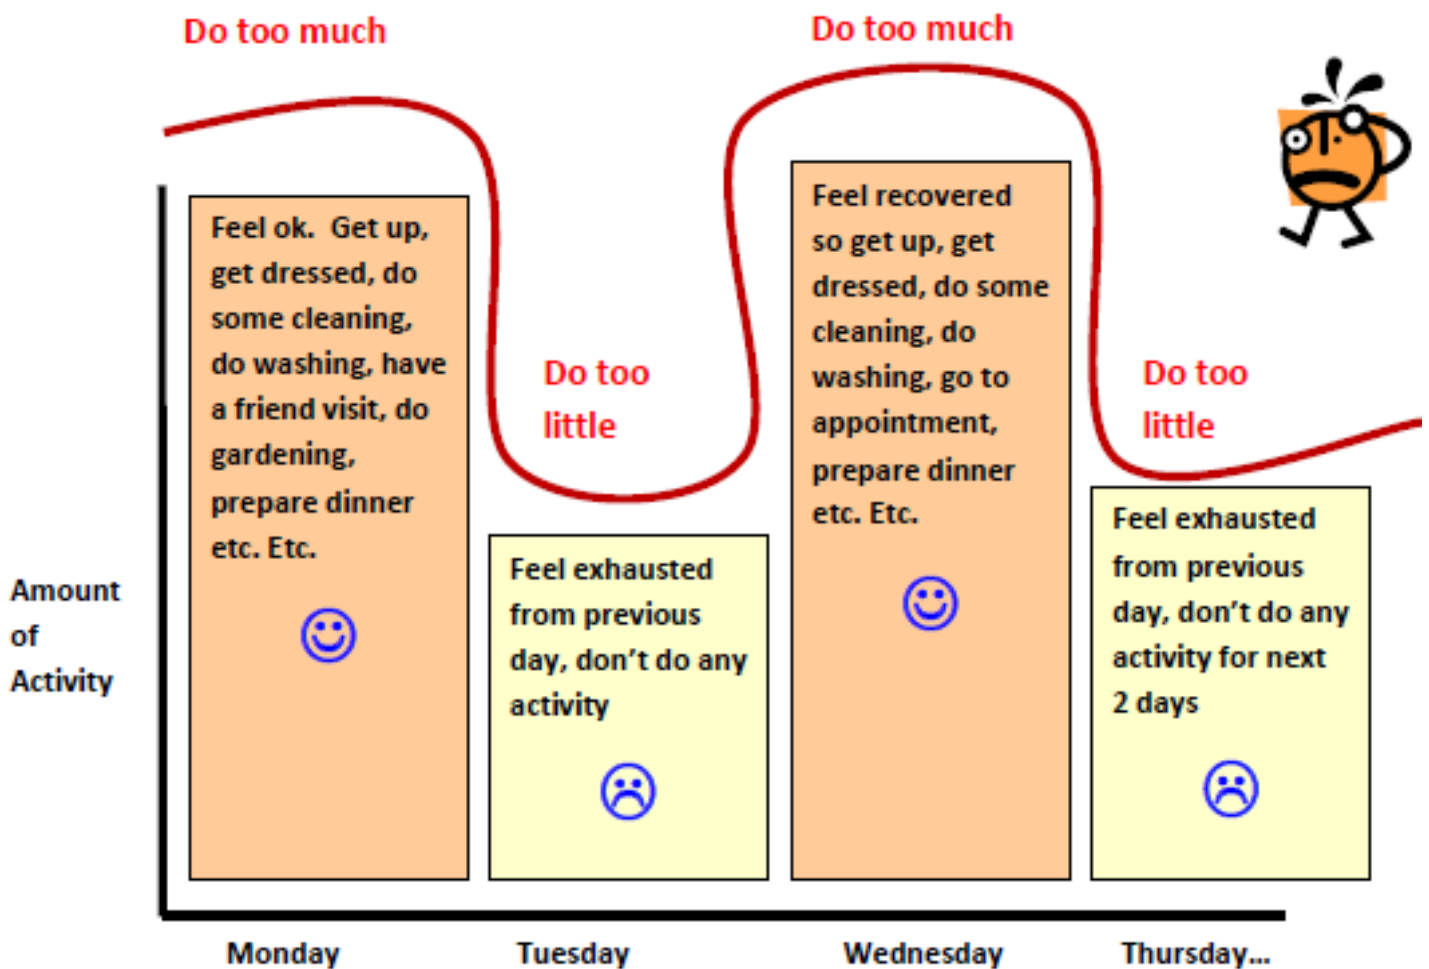 Do too much
Do too much
Feel ok.  Get up,
get dressed, do
some cleaning,
do washing, have
a friend visit, do
gardening,
prepare dinner
etc. Etc.
Do too
little
Feel exhausted
from previous
day, don't do any
activity
Feel recovered
so get up, get
dressed, do some
cleaning, do
washing, go to
appointment,
prepare dinner
etc. Etc.
Do too
little
Feel exhausted
from previous
day, don't do any
activity for next
2 days
Amount
of
Activity
Monday
Tuesday
Wednesday
Thursday...